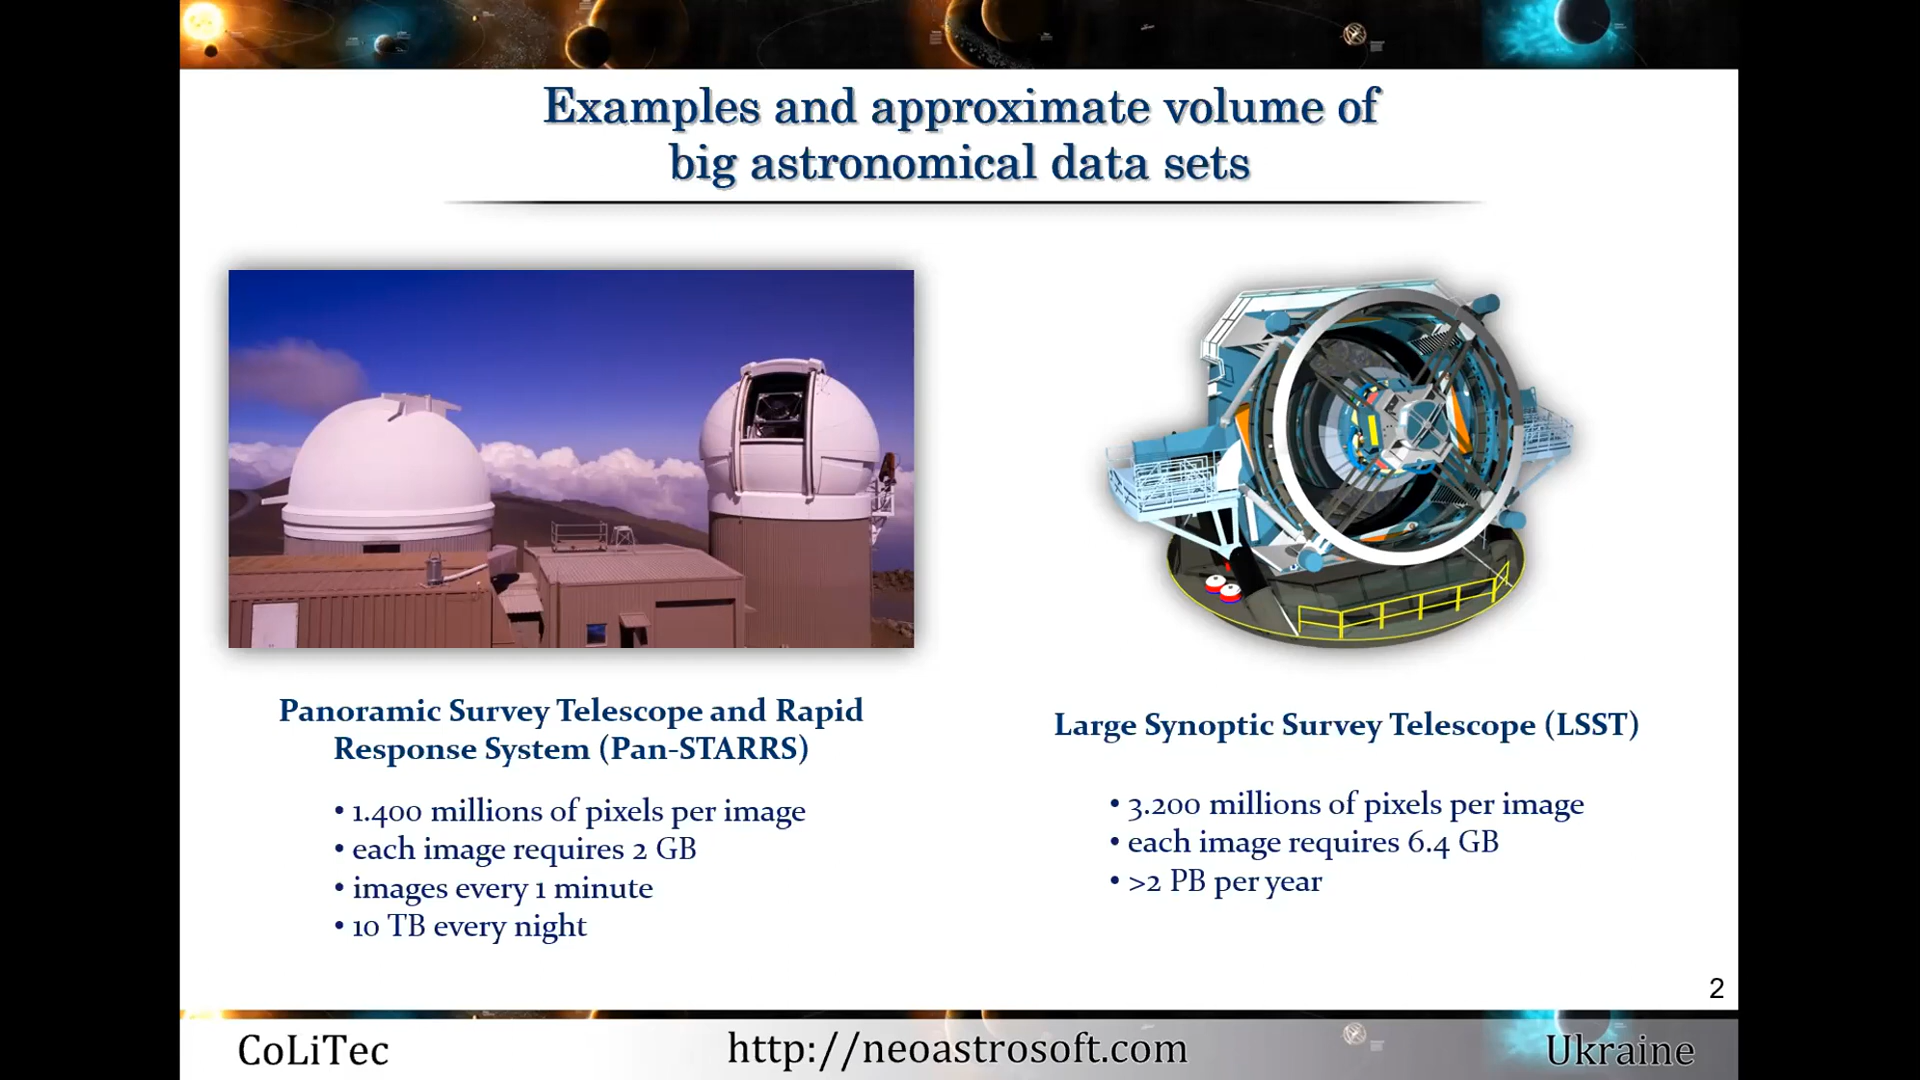 Examples and approximate volume of
big astronomical data sets
Panoramic Survey Telescope and Rapid
Response System (Pan-STARRS)
• 1.400 millions of pixels per image
• each image requires 2 GB
• images every 1 minute
• 10 TB every night
Large Synoptic Survey Telescope (LSST)
• 3.200 millions of pixels per image
• each image requires 6.4 GB
• >2 PB per year
2
CoLiTec
http://neoastrosoft.com
Ukraine